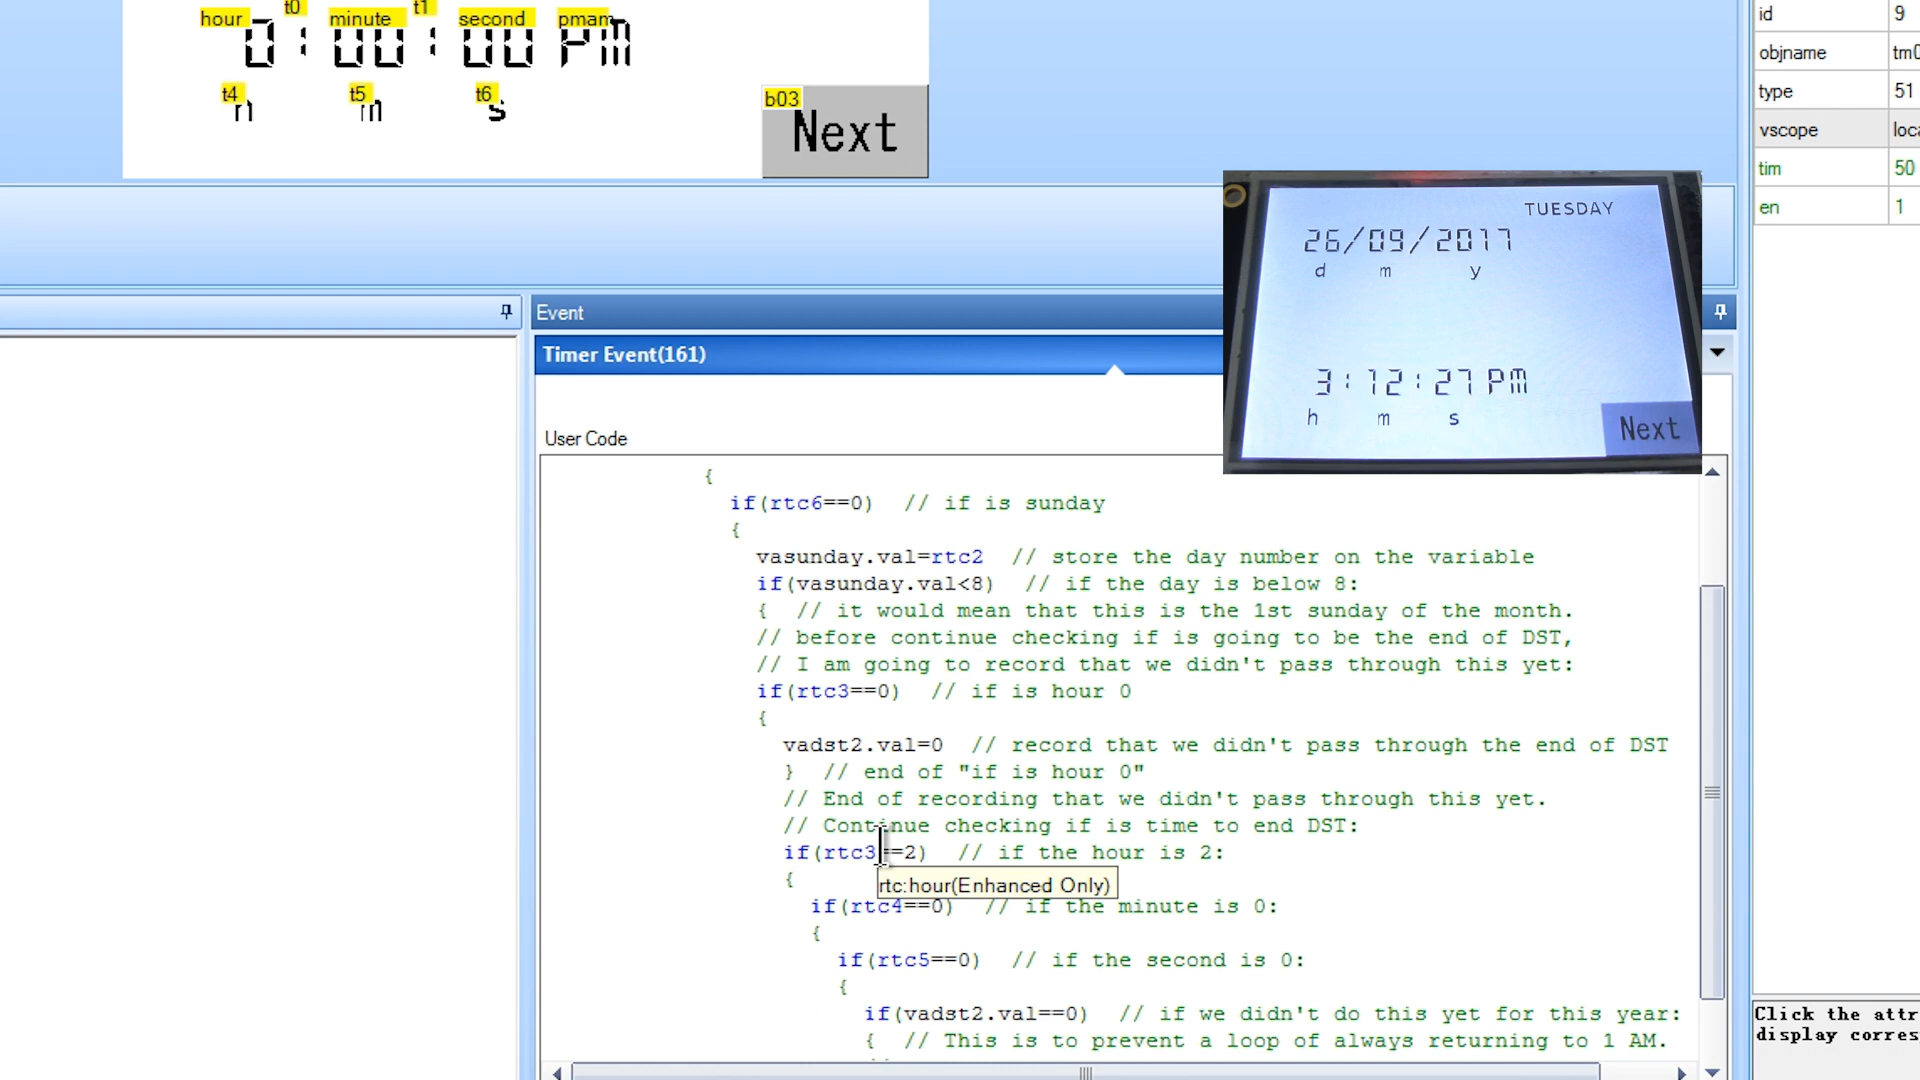 hour t0 minute t1 second pmam
0:00:00 PM
t4 t5 t6
h m s
b03
Next
id 9
objname
type 51
vscope
tim 50
en 1
TUESDAY
26/09/2017
d m y
3:12:27 PM
h m s
Next
Event
Timer Event(161)
User Code
{
if(rtc6==0) // if is sunday
{
vasunday.val=rtc2 // store the day number on the variable
if(vasunday.val<8) // if the day is below 8:
{ // it would mean that this is the 1st sunday of the month.
// before continue checking if is going to be the end of DST,
// I am going to record that we didn't pass through this yet:
if(rtc3==0) // if is hour 0
{
vadst2.val=0 // record that we didn't pass through the end of DST
} // end of "if is hour 0"
// End of recording that we didn't pass through this yet.
// Continue checking if is time to end DST:
if(rtc3==2) // if the hour is 2:
{
rtc:hour(Enhanced Only)
if(rtc4==0) // if the minute is 0:
{
if(rtc5==0) // if the second is 0:
{
if(vadst2.val==0) // if we didn't do this yet for this year:
{ // This is to prevent a loop of always returning to 1 AM.
Click the attr
display corres